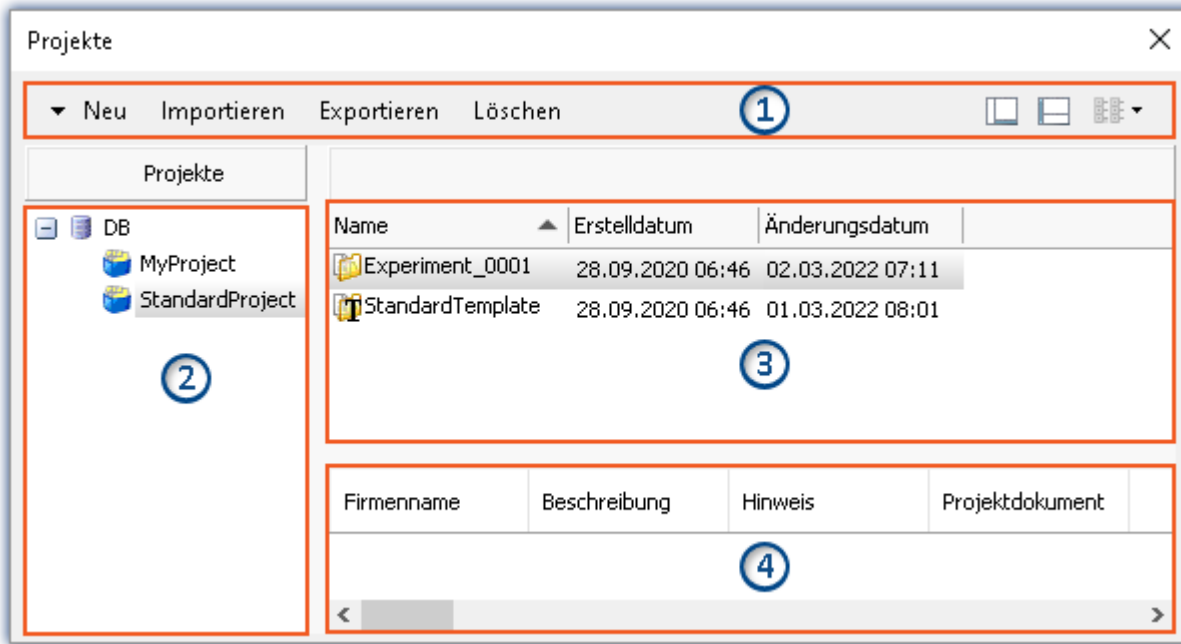 Projekte
Neu Importieren Exportieren Löschen 1
Projekte
DB
MyProject
StandardProject
2
Name Erstelldatum Änderungsdatum
Experiment_0001 28.09.2020 06:46 02.03.2022 07:11
T StandardTemplate 28.09.2020 06:46 01.03.2022 08:01
3
Firmenname Beschreibung Hinweis Projektdokument
4